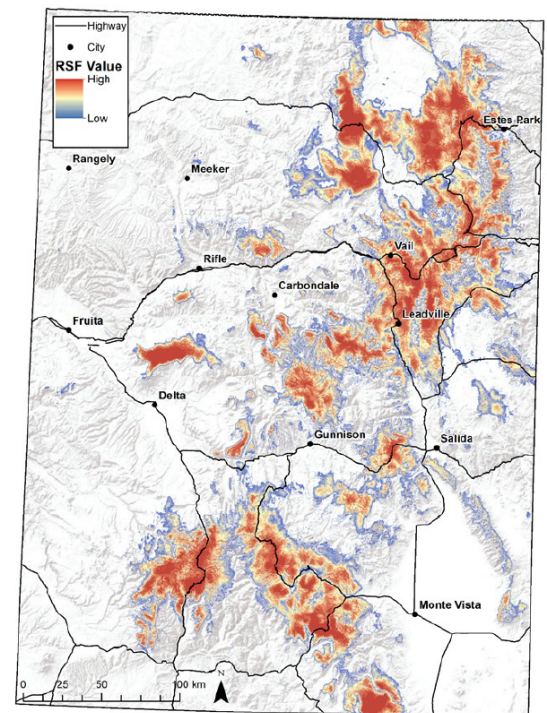 Highway
City
RSF Value
High
Low
Estes Park
Rangely
Meeker
Vail
Rifle
Carbondale
Leadville
Fruita
Delta
Gunnison
Salida
Monte Vista
N
0 25 50 100 km